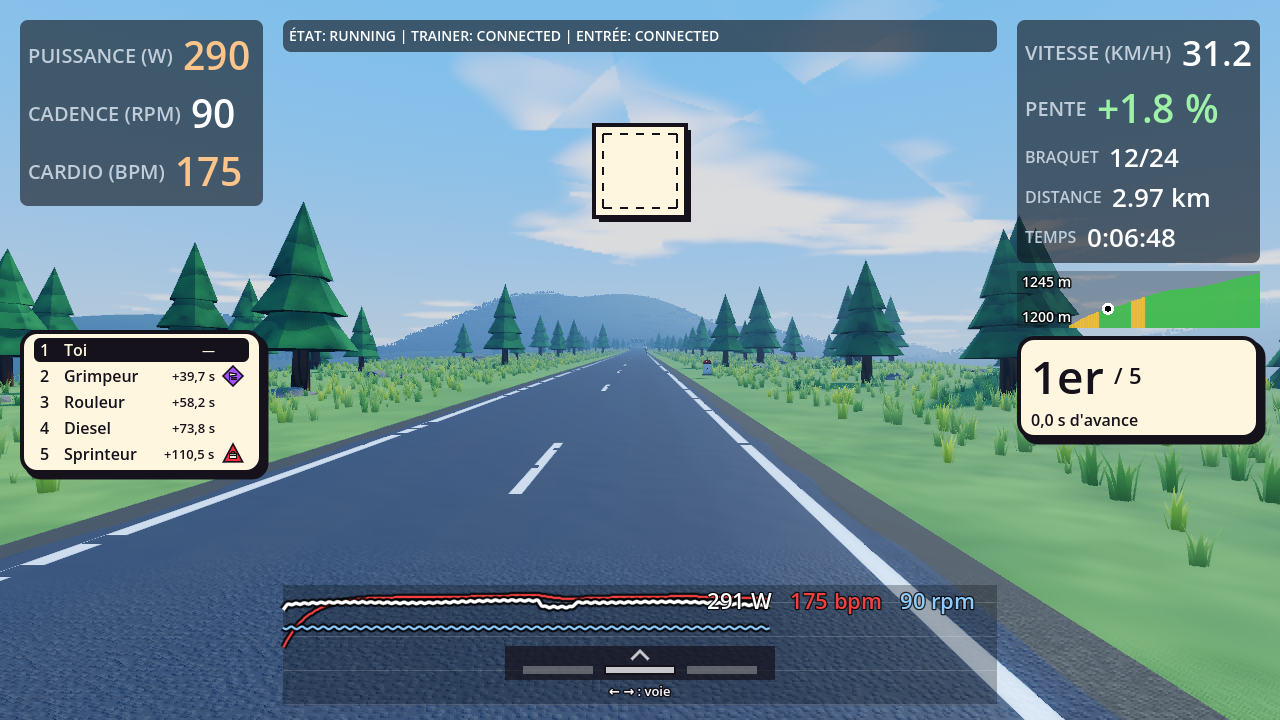 PUISSANCE (W) 290
CADENCE (RPM) 90
CARDIO (BPM) 175
ÉTAT: RUNNING | TRAINER: CONNECTED | ENTRÉE: CONNECTED
VITESSE (KM/H) 31.2
PENTE +1.8 %
BRAQUET 12/24
DISTANCE 2.97 km
TEMPS 0:06:48
1245 m
1200 m
1 Toi —
2 Grimpeur +39,7 s
3 Rouleur +58,2 s
4 Diesel +73,8 s
5 Sprinteur +110,5 s
1er / 5
0,0 s d'avance
291 W 175 bpm 90 rpm
← → : voie